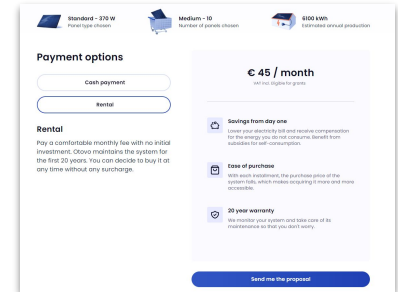 Standard - 370 W
Panel type chosen
Medium - 10
Number of panels chosen
6100 kWh
Estimated annual production
Payment options
Cash payment
Rental
Rental
Pay a comfortable monthly fee with no initial
investment. Otovo maintains the system for
the first 20 years. You can decide to buy it at
any time without any surcharge.
€ 45 / month
VAT incl. Eligible for grants
Savings from day one
Lower your electricity bill and receive compensation
for the energy you do not consume. Benefit from
subsidies for self-consumption.
Ease of purchase
With each installment, the purchase price of the
system falls, which makes acquiring it more and more
accessible.
20 year warranty
We monitor your system and take care of its
maintenance so that you don't worry.
Send me the proposal